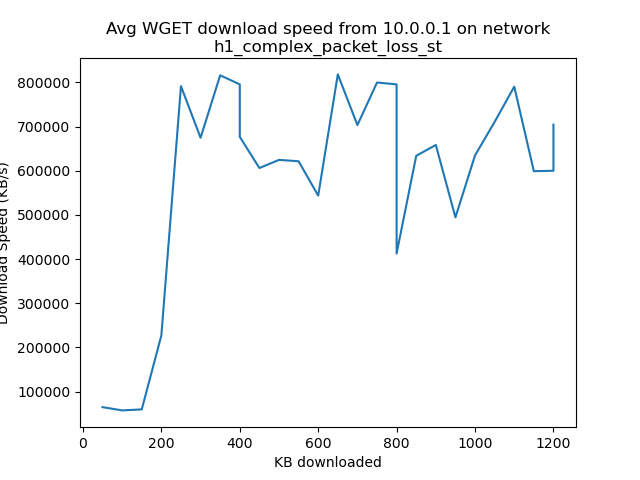 Avg WGET download speed from 10.0.0.1 on network
h1_complex_packet_loss_st
800000
700000
600000
500000
400000
300000
200000
100000
Download Speed (KB/s)
0 200 400 600 800 1000 1200
KB downloaded